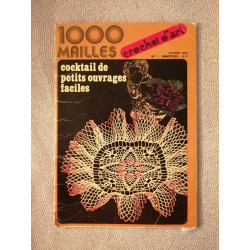 1000
MAILLES
crochet d'art
cocktail de
petits ouvrages
faciles